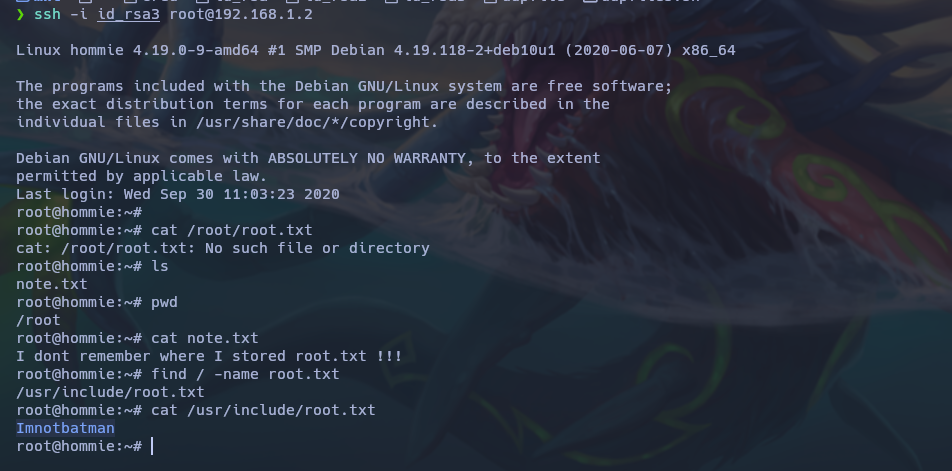 ❯ ssh -i id_rsa3 root@192.168.1.2
Linux hommie 4.19.0-9-amd64 #1 SMP Debian 4.19.118-2+deb10u1 (2020-06-07) x86_64
The programs included with the Debian GNU/Linux system are free software;
the exact distribution terms for each program are described in the
individual files in /usr/share/doc/*/copyright.
Debian GNU/Linux comes with ABSOLUTELY NO WARRANTY, to the extent
permitted by applicable law.
Last login: Wed Sep 30 11:03:23 2020
root@hommie:~#
root@hommie:~# cat /root/root.txt
cat: /root/root.txt: No such file or directory
root@hommie:~# ls
note.txt
root@hommie:~# pwd
/root
root@hommie:~# cat note.txt
I dont remember where I stored root.txt !!!
root@hommie:~# find / -name root.txt
/usr/include/root.txt
root@hommie:~# cat /usr/include/root.txt
Imnotbatman
root@hommie:~#